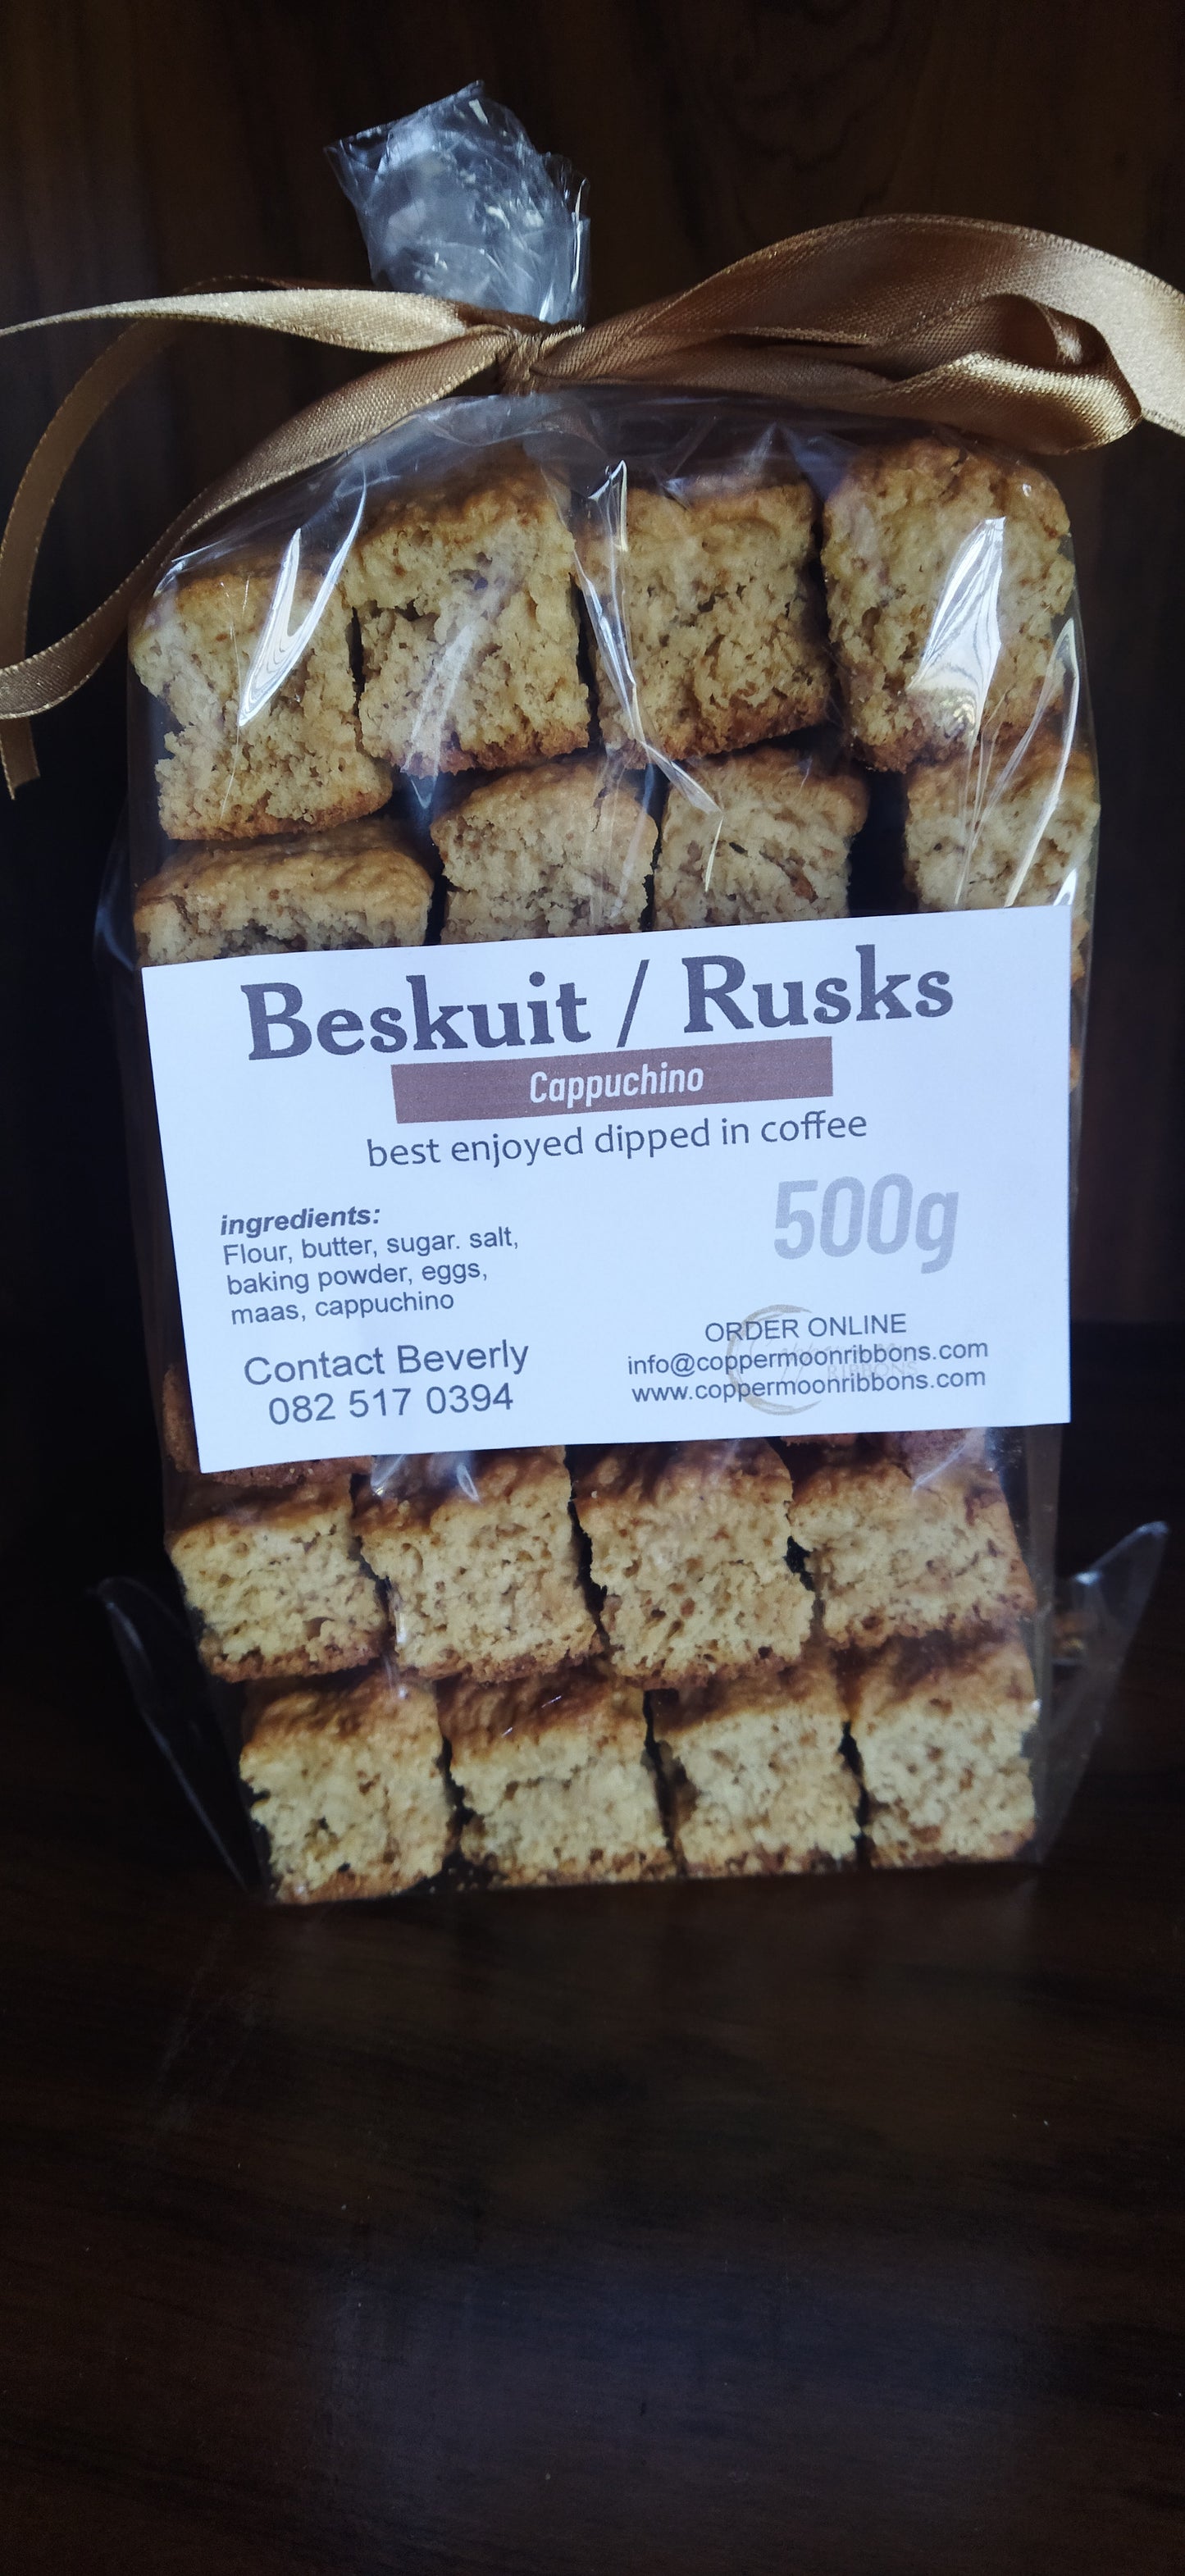 Beskuit / Rusks
Cappuchino
best enjoyed dipped in coffee
500g
ingredients:
Flour, butter, sugar. salt,
baking powder, eggs,
maas, cappuchino
Contact Beverly
082 517 0394
ORDER ONLINE
info@coppermoonribbons.com
www.coppermoonribbons.com